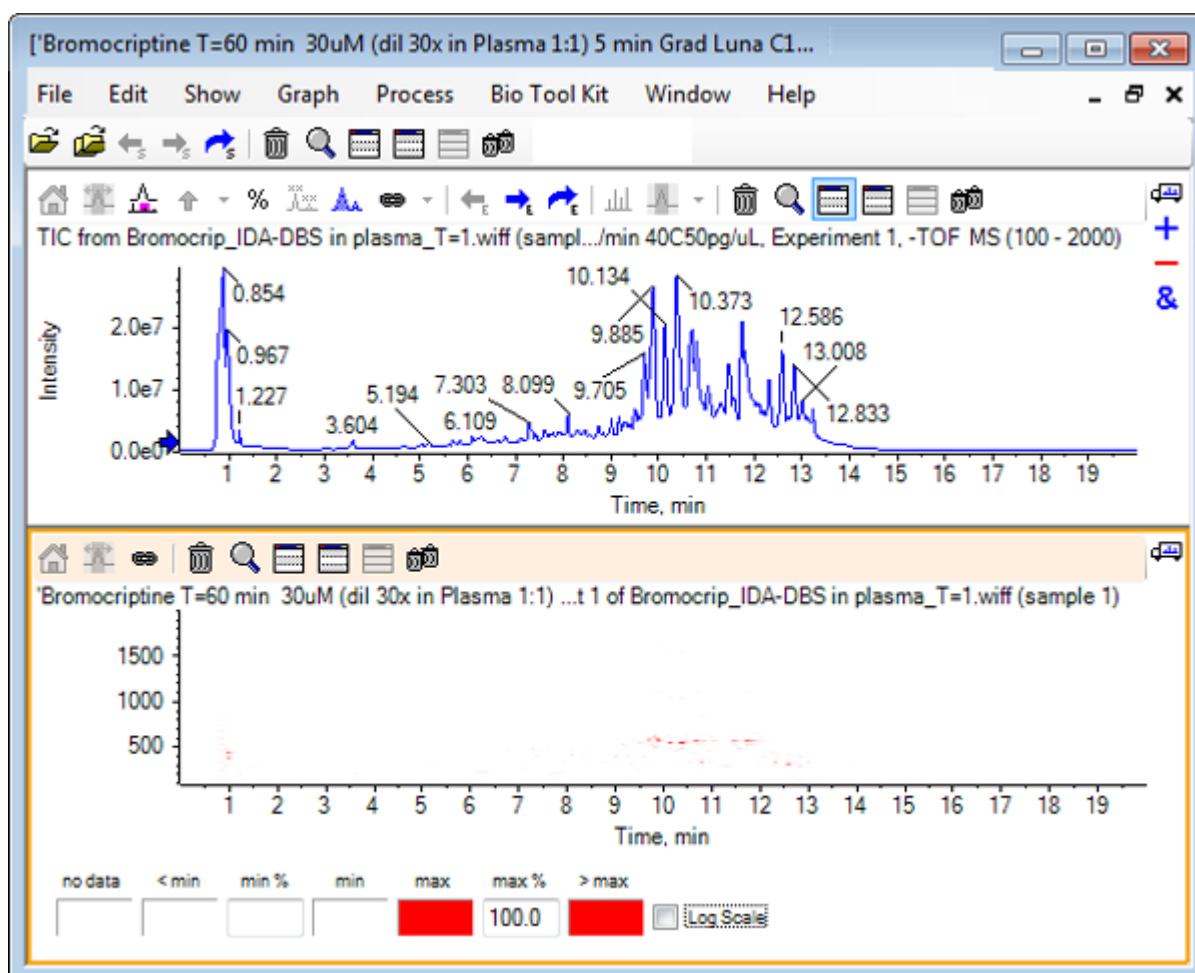 ['Bromocriptine T=60 min  30uM (dil 30x in Plasma 1:1) 5 min Grad Luna C1...
File Edit Show Graph Process Bio Tool Kit Window Help
S S S
% E E E
TIC from Bromocrip_IDA-DBS in plasma_T=1.wiff (sampl.../min 40C50pg/uL, Experiment 1, -TOF MS (100 - 2000)
+
−
&
Intensity
2.0e7
1.0e7
0.0e0
0.854
0.967
1.227
3.604
5.194
6.109
7.303
8.099
9.705
9.885
10.134
10.373
12.586
13.008
12.833
1 2 3 4 5 6 7 8 9 10 11 12 13 14 15 16 17 18 19
Time, min
'Bromocriptine T=60 min  30uM (dil 30x in Plasma 1:1) ...t 1 of Bromocrip_IDA-DBS in plasma_T=1.wiff (sample 1)
1500
1000
500
1 2 3 4 5 6 7 8 9 10 11 12 13 14 15 16 17 18 19
Time, min
no data < min min % min max max % > max
100.0 Log Scale